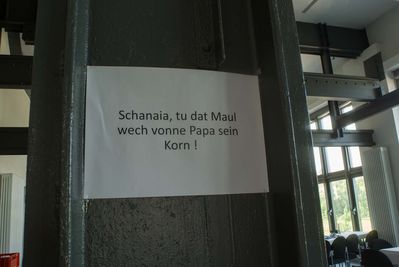 Schanaia, tu dat Maul
wech vonne Papa sein
Korn !